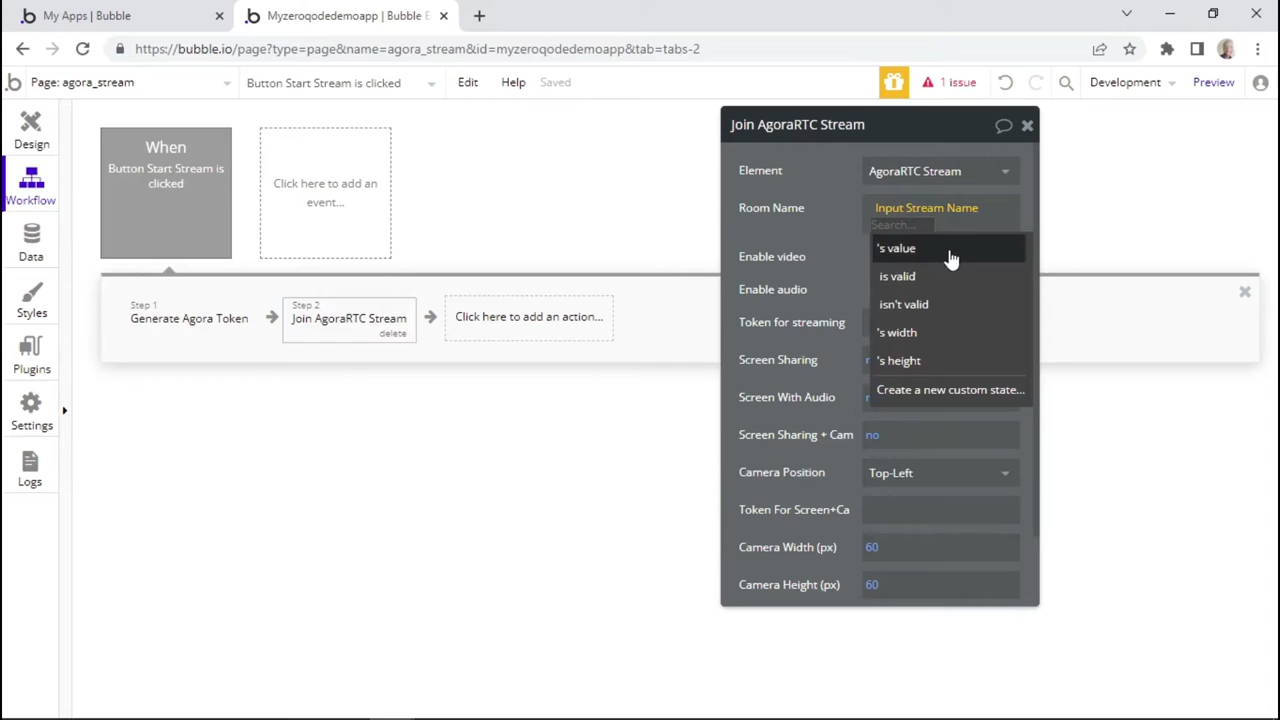 My Apps | Bubble
Myzeroqodedemoapp | Bubble E
https://bubble.io/page?type=page&name=agora_stream&id=myzeroqodedemoapp&tab=tabs-2
Page: agora_stream
Button Start Stream is clicked
Edit
Help
Saved
1 issue
Development
Preview
Design
Workflow
Data
Styles
Plugins
Settings
Logs
When
Button Start Stream is
clicked
Click here to add an
event...
Step 1
Generate Agora Token
Step 2
Join AgoraRTC Stream
delete
Click here to add an action...
Join AgoraRTC Stream
Element
AgoraRTC Stream
Room Name
Input Stream Name
Search...
's value
is valid
isn't valid
's width
's height
Create a new custom state...
Enable video
Enable audio
Token for streaming
Screen Sharing
Screen With Audio
Screen Sharing + Cam
no
Camera Position
Top-Left
Token For Screen+Ca
Camera Width (px)
60
Camera Height (px)
60